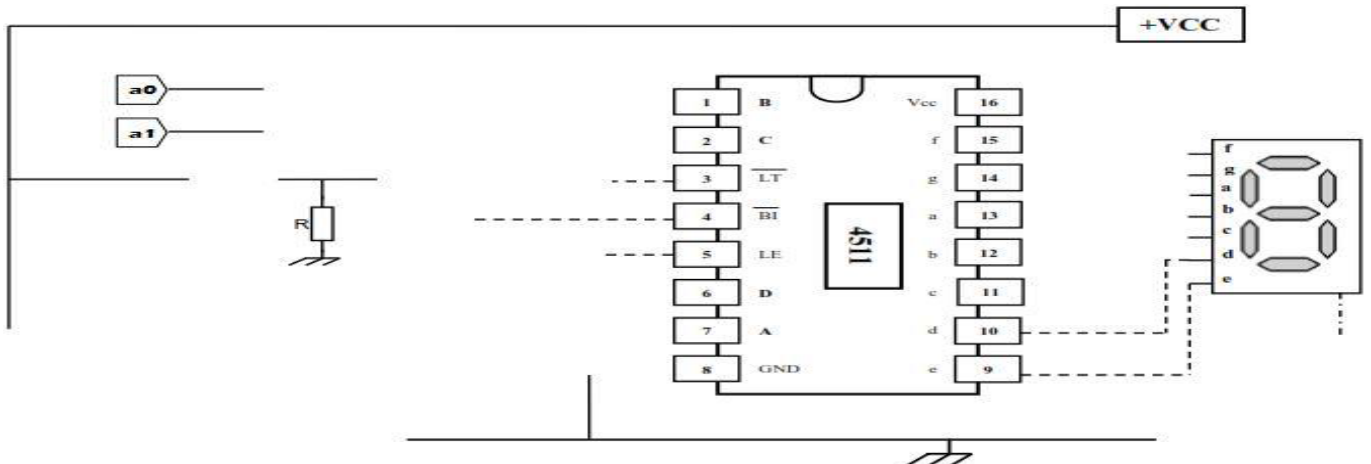 +VCC
a0
a1
R
1 B Vcc 16
2 C f 15
3 LT g 14
4 BI a 13
5 LE b 12
6 D c 11
7 A d 10
8 GND e 9
4511
f
g
a
b
c
d
e